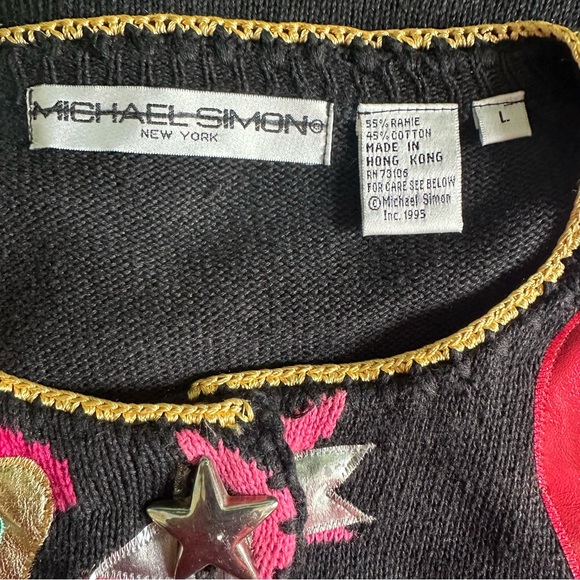 MICHAEL SIMON®
NEW YORK
55% RAMIE
45% COTTON
MADE IN
HONG KONG
RN 73106
FOR CARE SEE BELOW
©Michael Simon
Inc. 1995
L